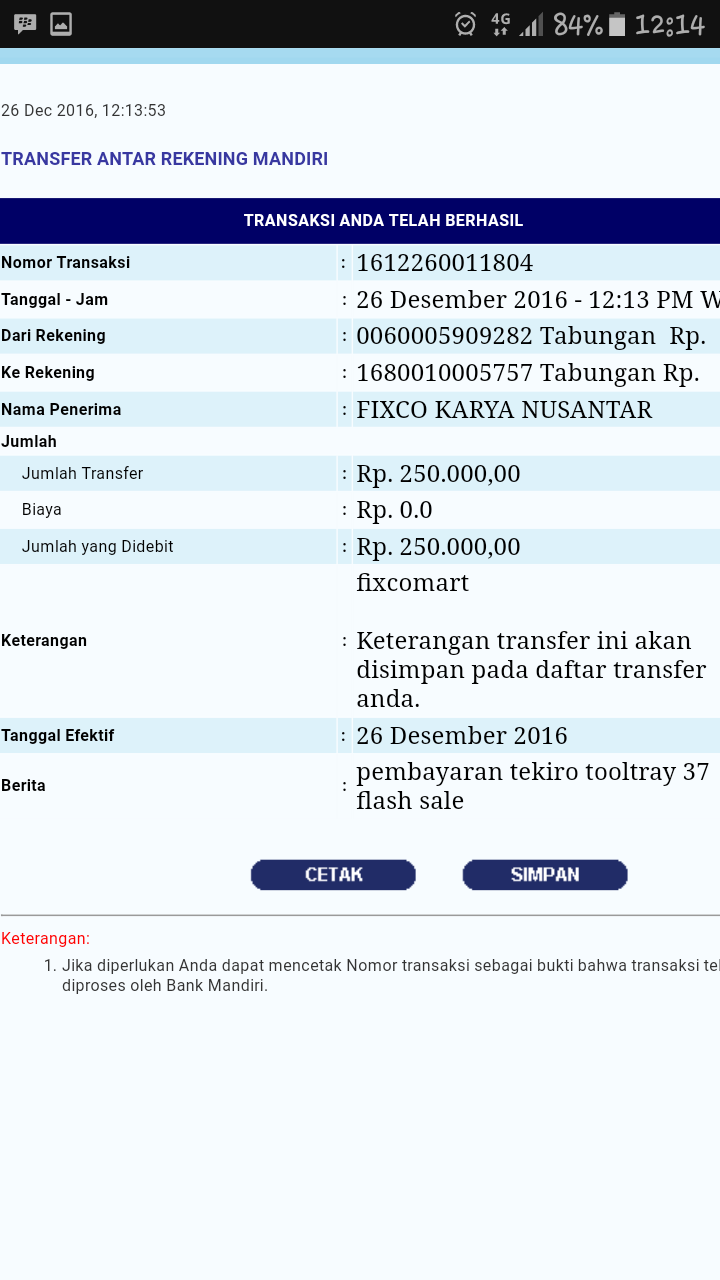 4G 84% 12:14
26 Dec 2016, 12:13:53
TRANSFER ANTAR REKENING MANDIRI
TRANSAKSI ANDA TELAH BERHASIL
Nomor Transaksi : 1612260011804
Tanggal - Jam : 26 Desember 2016 - 12:13 PM W
Dari Rekening : 0060005909282 Tabungan Rp.
Ke Rekening : 1680010005757 Tabungan Rp.
Nama Penerima : FIXCO KARYA NUSANTAR
Jumlah
Jumlah Transfer : Rp. 250.000,00
Biaya : Rp. 0.0
Jumlah yang Didebit : Rp. 250.000,00
fixcomart
Keterangan : Keterangan transfer ini akan
disimpan pada daftar transfer
anda.
Tanggal Efektif : 26 Desember 2016
Berita : pembayaran tekiro tooltray 37
flash sale
CETAK SIMPAN
Keterangan:
1. Jika diperlukan Anda dapat mencetak Nomor transaksi sebagai bukti bahwa transaksi tel
diproses oleh Bank Mandiri.